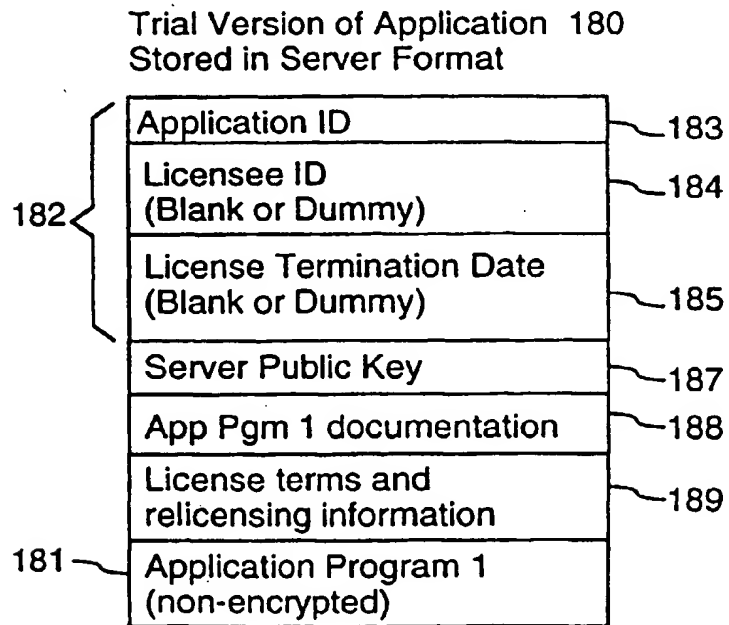 Trial Version of Application 180
Stored in Server Format
Application ID 183
Licensee ID
(Blank or Dummy) 184
182
License Termination Date
(Blank or Dummy) 185
Server Public Key 187
App Pgm 1 documentation 188
License terms and
relicensing information 189
181 Application Program 1
(non-encrypted)